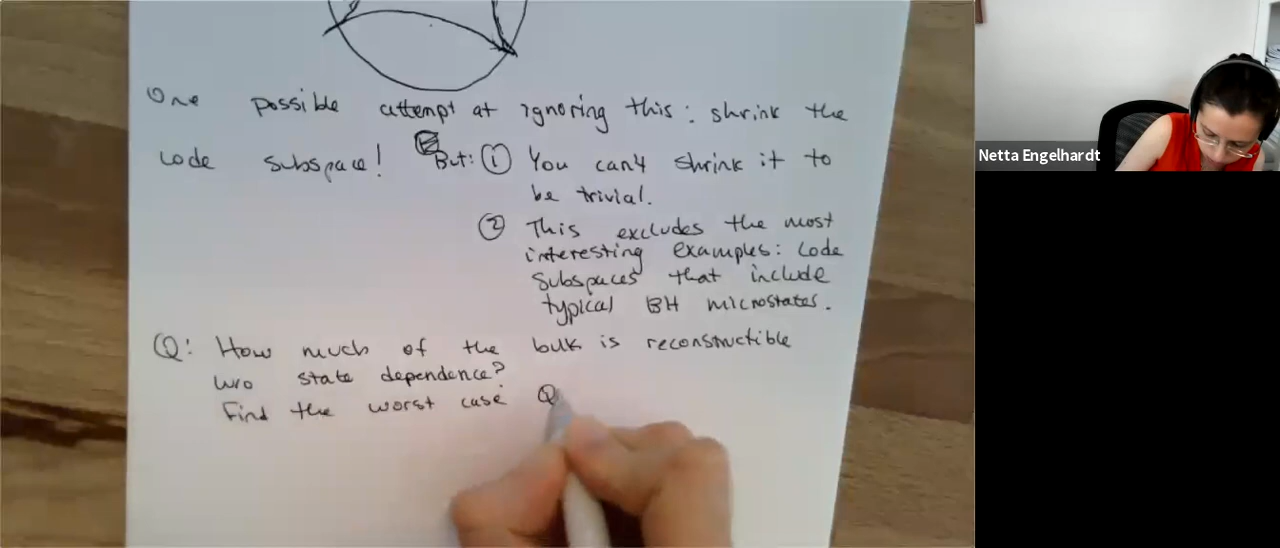 One possible attempt at ignoring this: shrink the
code subspace! But: ① You can't shrink it to
be trivial.
② This excludes the most
interesting examples: code
subspaces that include
typical BH microstates.
Q: How much of the bulk is reconstructible
w/o state dependence?
Find the worst case Q
Netta Engelhardt